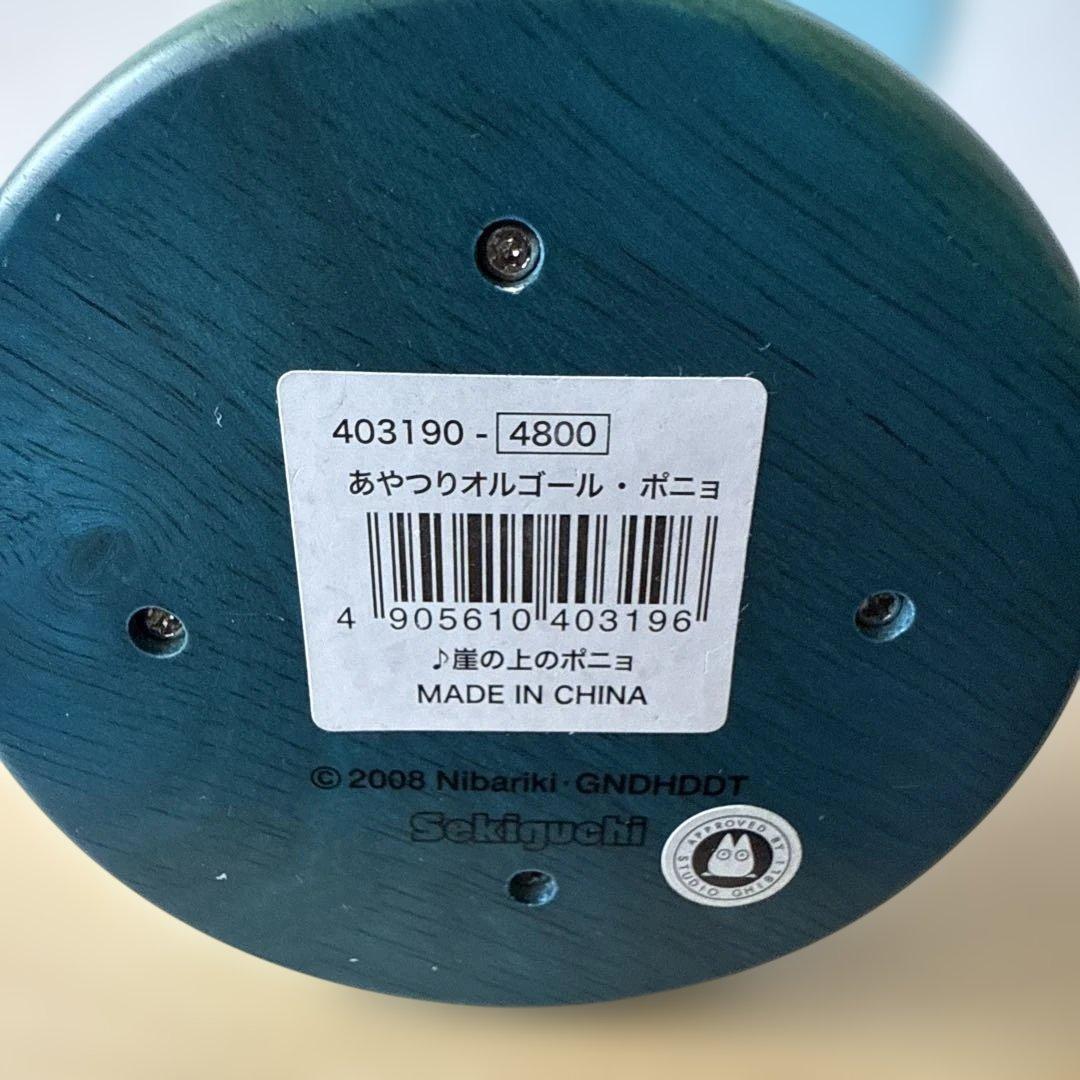 403190 - 4800
あやつりオルゴール・ポニョ
4 905610 403196
♪崖の上のポニョ
MADE IN CHINA
© 2008 Nibariki・GNDHDDT
Sekiguchi
APPROVED BY STUDIO GHIBLI